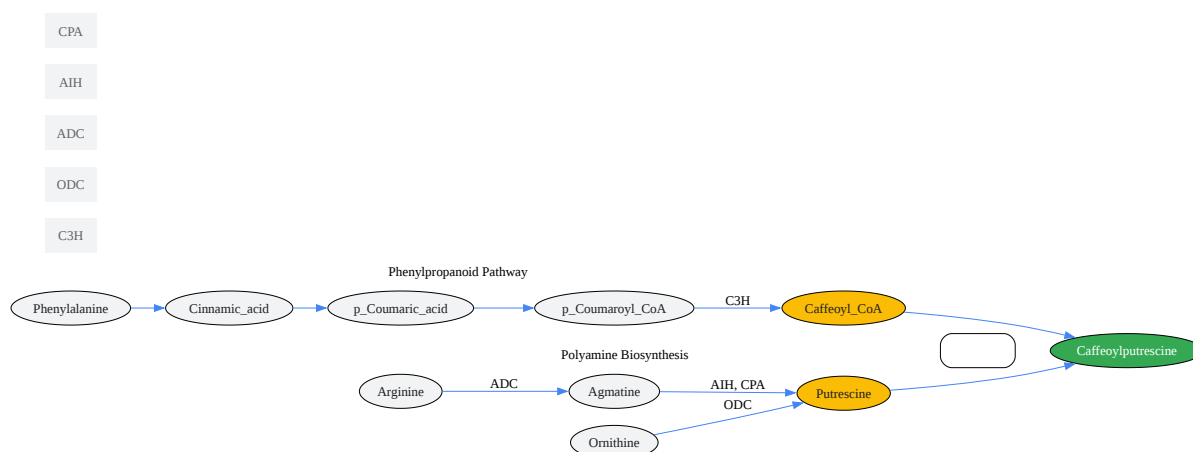 CPA
AIH
ADC
ODC
C3H
Phenylpropanoid Pathway
Phenylalanine
Cinnamic_acid
p_Coumaric_acid
p_Coumaroyl_CoA
C3H
Caffeoyl_CoA
Caffeoylputrescine
Polyamine Biosynthesis
Arginine
ADC
Agmatine
AIH, CPA
Putrescine
ODC
Ornithine